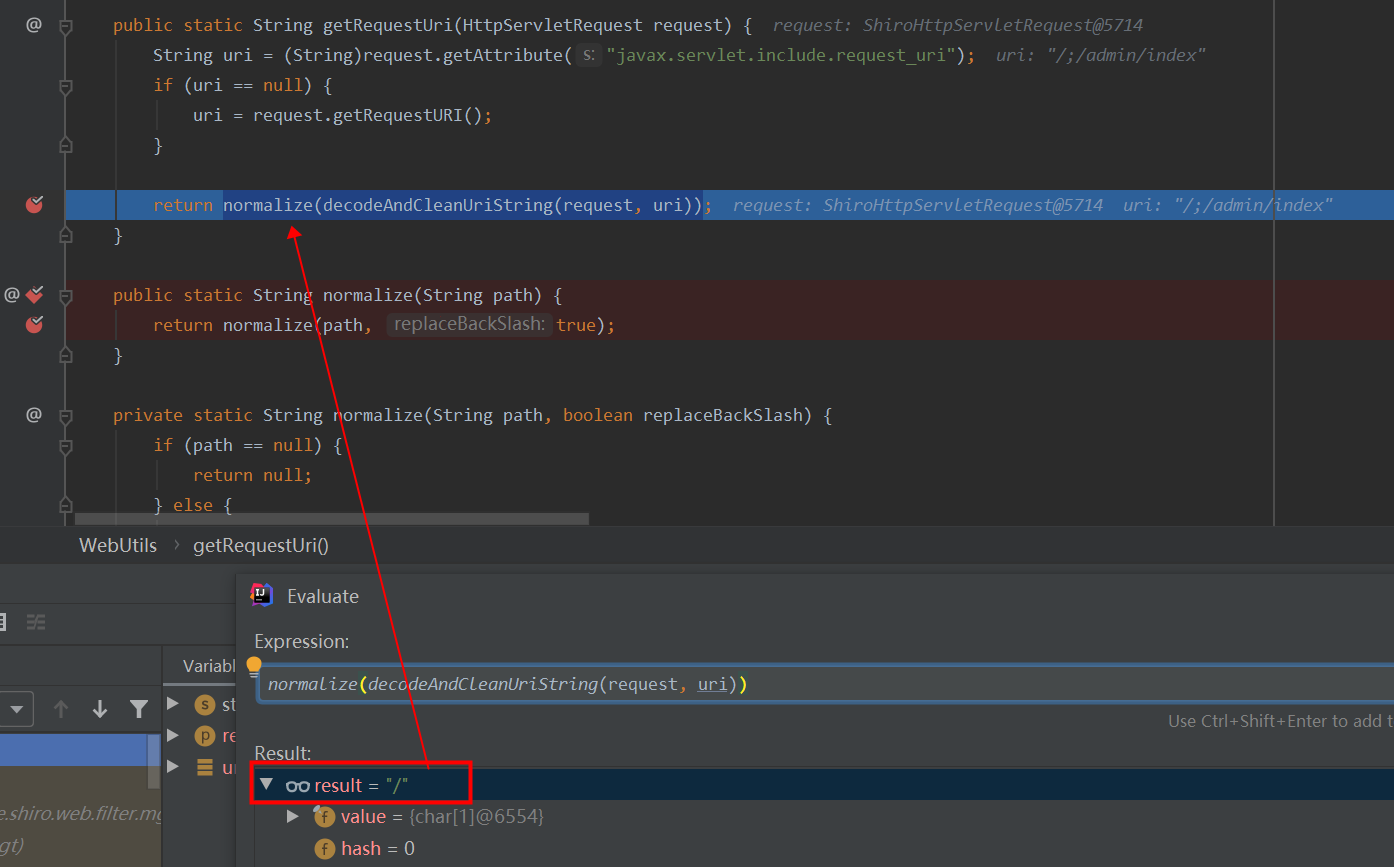 @ public static String getRequestUri(HttpServletRequest request) { request: ShiroHttpServletRequest@5714
String uri = (String)request.getAttribute( s: "javax.servlet.include.request_uri"); uri: "/;/admin/index"
if (uri == null) {
uri = request.getRequestURI();
}
return normalize(decodeAndCleanUriString(request, uri)); request: ShiroHttpServletRequest@5714 uri: "/;/admin/index"
}
@ public static String normalize(String path) {
return normalize(path, replaceBackSlash: true);
}
@ private static String normalize(String path, boolean replaceBackSlash) {
if (path == null) {
return null;
} else {
WebUtils › getRequestUri()
IJ Evaluate
Expression:
Variabl
normalize(decodeAndCleanUriString(request, uri))
s st
Use Ctrl+Shift+Enter to add t
p re
Result:
u
result = "/"
e.shiro.web.filter.mg
f value = {char[1]@6554}
gt)
f hash = 0